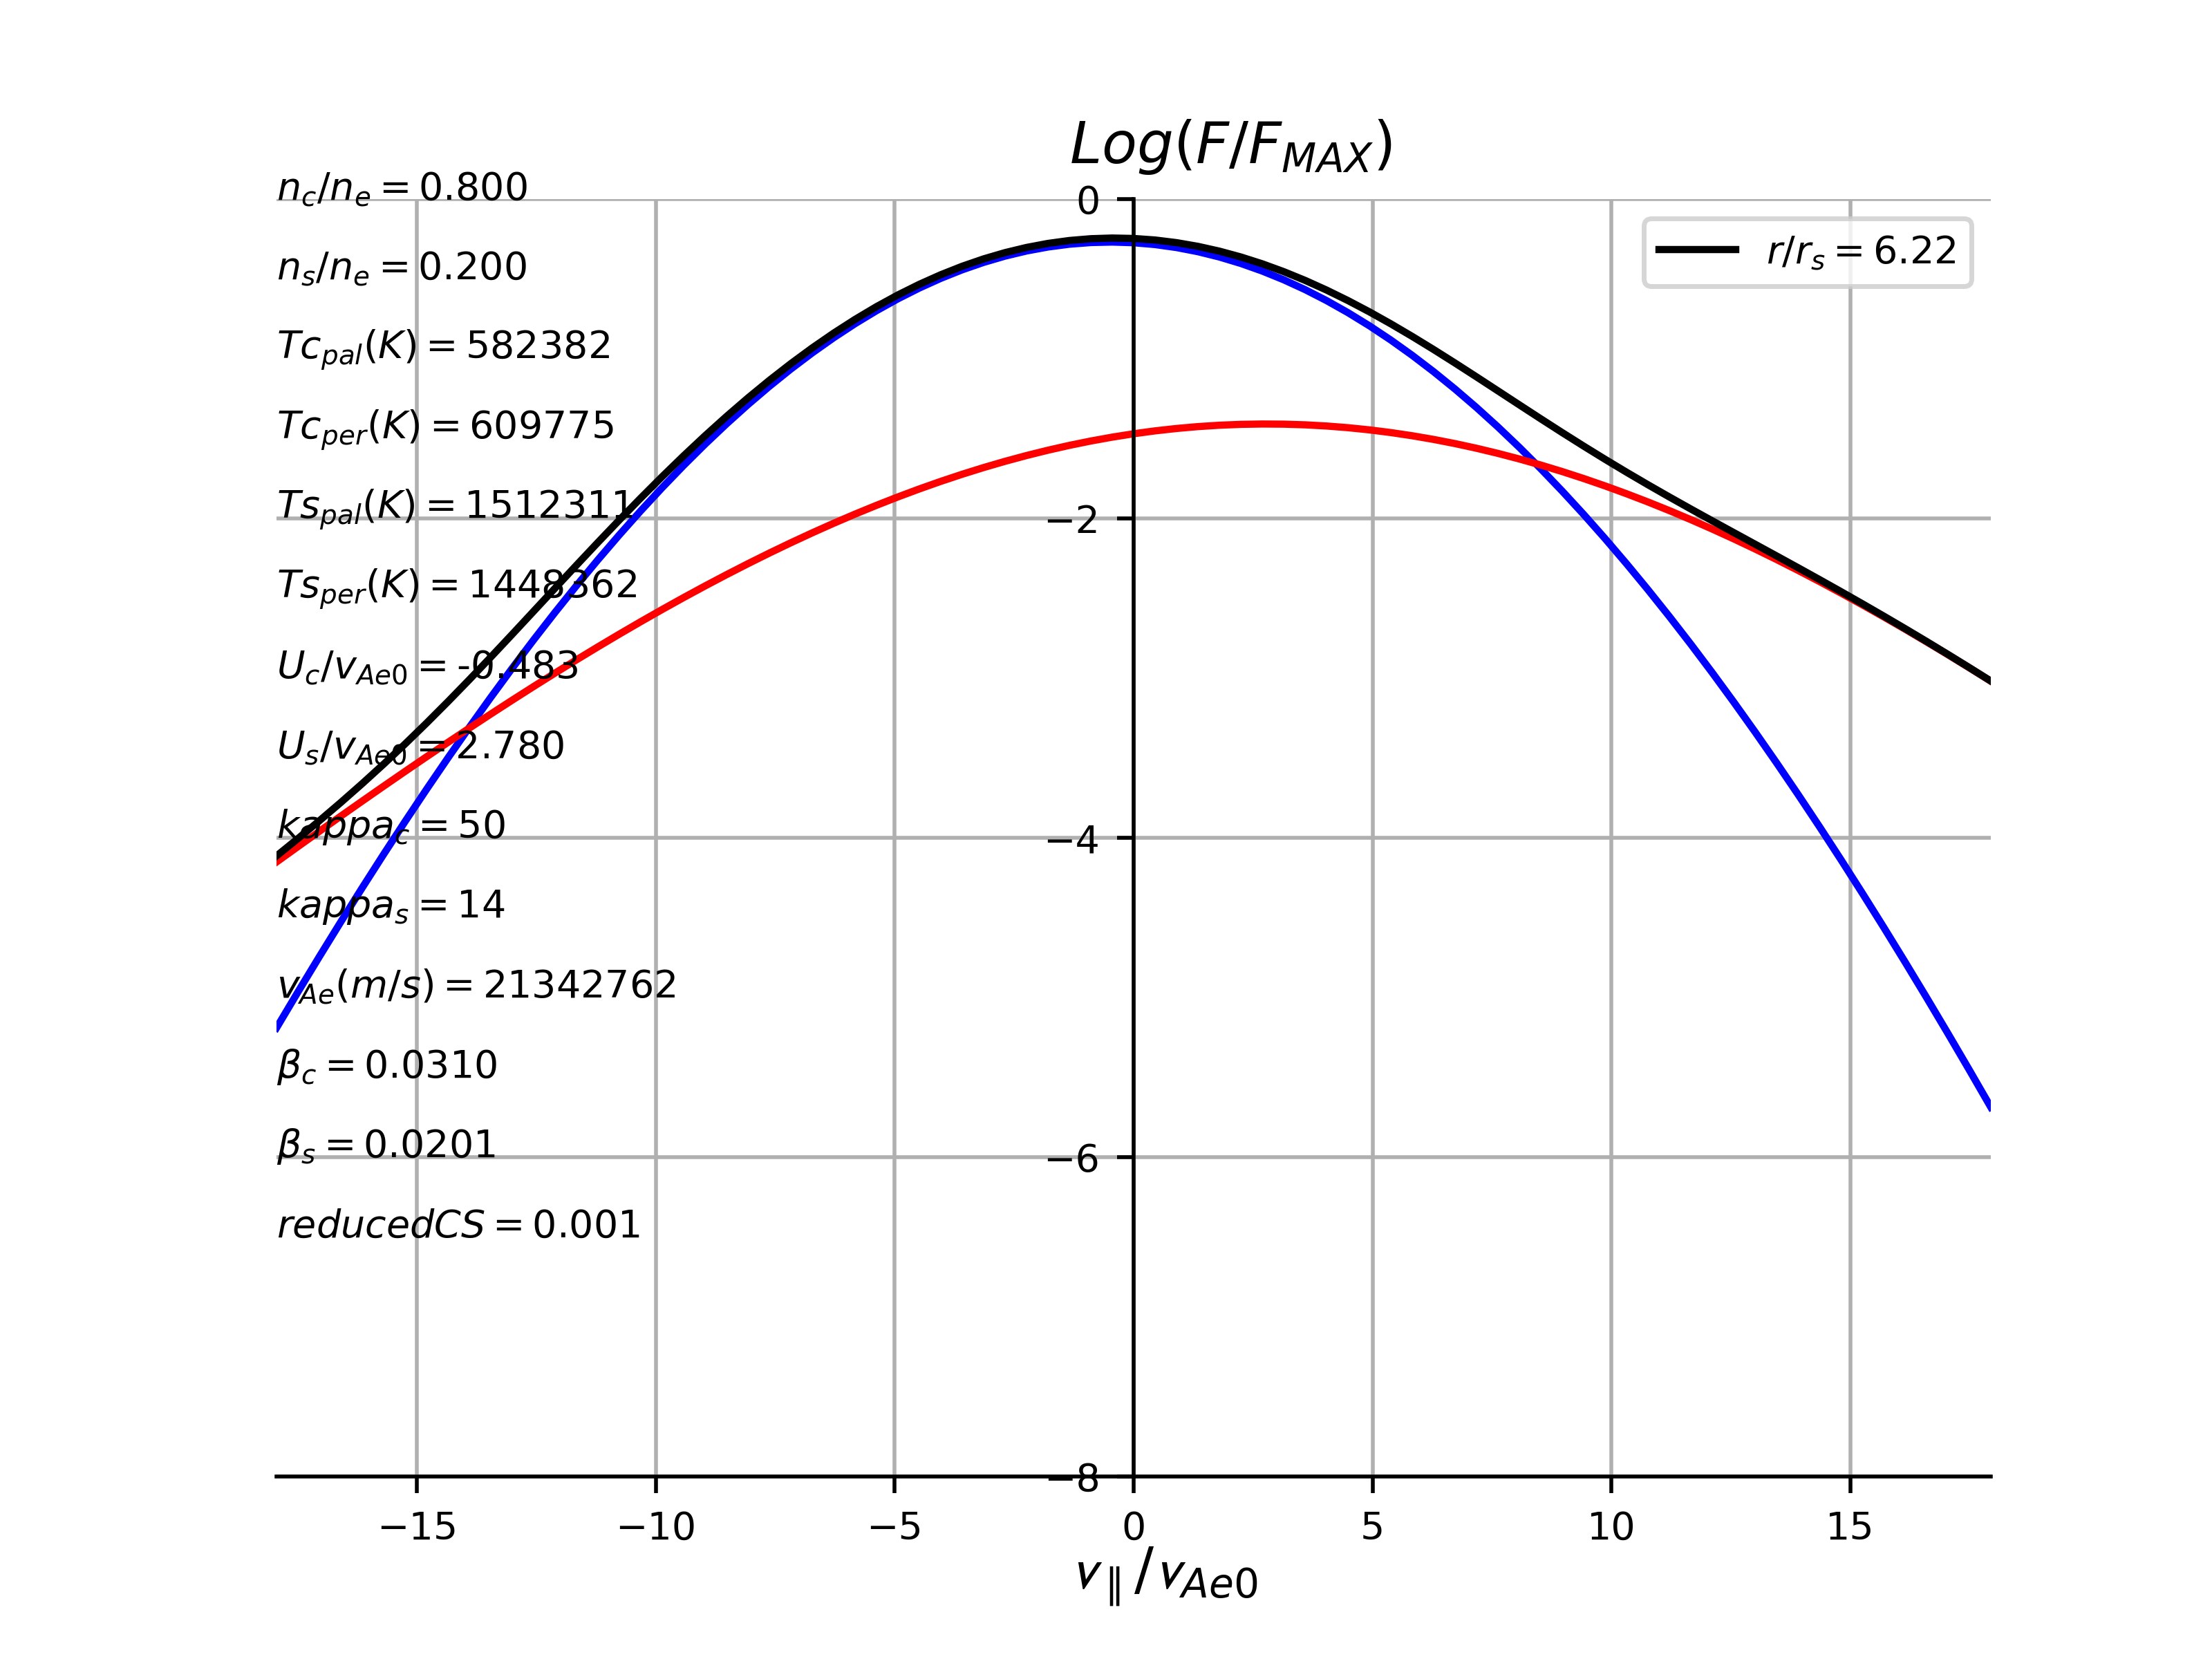 Log(F/F_MAX)
n_c/n_e = 0.800
n_s/n_e = 0.200
Tc_pal(K) = 582382
Tc_per(K) = 609775
Ts_pal(K) = 1512311
Ts_per(K) = 1448362
U_c/v_Ae0 = -0.483
U_s/v_Ae0 = 2.780
kappa_c = 50
kappa_s = 14
v_Ae(m/s) = 21342762
β_c = 0.0310
β_s = 0.0201
reducedCS = 0.001
r/r_s = 6.22
0
−2
−4
−6
−8
−15 −10 −5 0 5 10 15
v_∥/v_Ae0